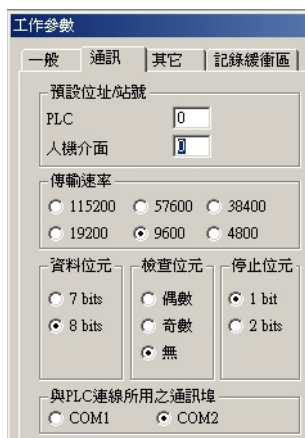 工作參數
一般 通訊 其它 記錄緩衝區
預設位址/站號
PLC 0
人機介面 0
傳輸速率
115200 57600 38400
19200 9600 4800
資料位元 檢查位元 停止位元
7 bits 偶數 1 bit
8 bits 奇數 2 bits
無
與PLC連線所用之通訊埠
COM1 COM2